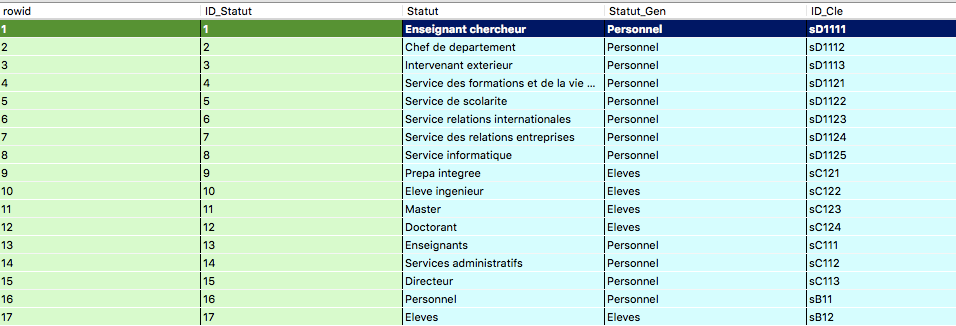 rowid ID_Statut Statut Statut_Gen ID_Cle
1 1 Enseignant chercheur Personnel sD1111
2 2 Chef de departement Personnel sD1112
3 3 Intervenant exterieur Personnel sD1113
4 4 Service des formations et de la vie ... Personnel sD1121
5 5 Service de scolarite Personnel sD1122
6 6 Service relations internationales Personnel sD1123
7 7 Service des relations entreprises Personnel sD1124
8 8 Service informatique Personnel sD1125
9 9 Prepa integree Eleves sC121
10 10 Eleve ingenieur Eleves sC122
11 11 Master Eleves sC123
12 12 Doctorant Eleves sC124
13 13 Enseignants Personnel sC111
14 14 Services administratifs Personnel sC112
15 15 Directeur Personnel sC113
16 16 Personnel Personnel sB11
17 17 Eleves Eleves sB12